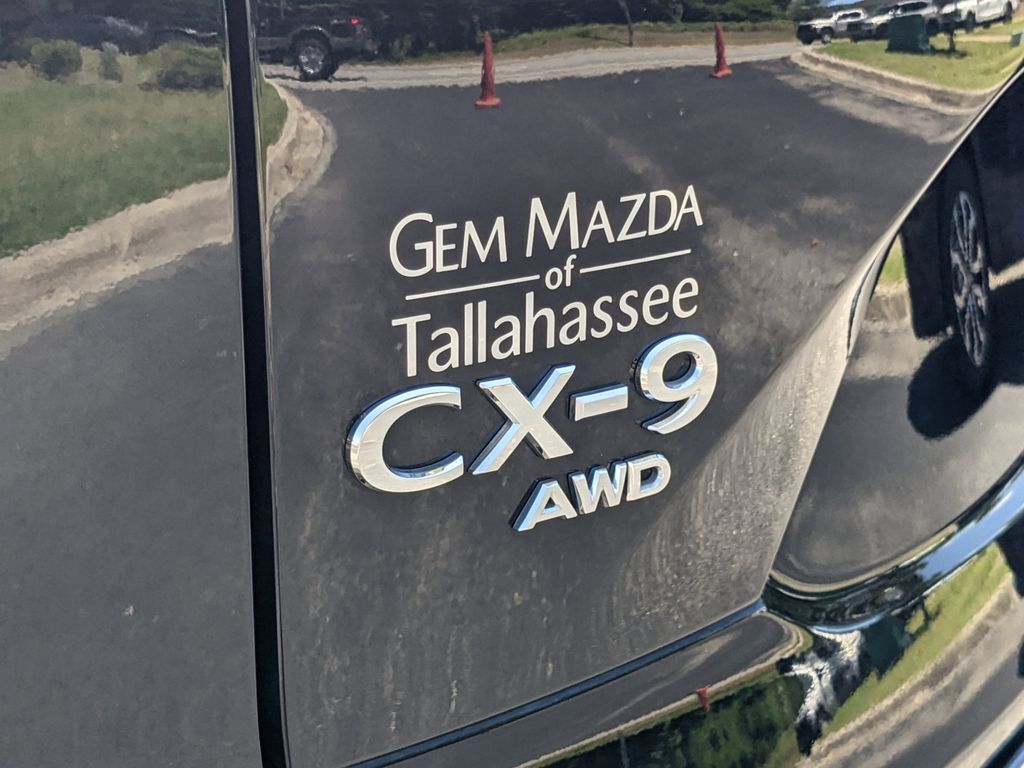 GEM MAZDA
of
Tallahassee
CX-9
AWD